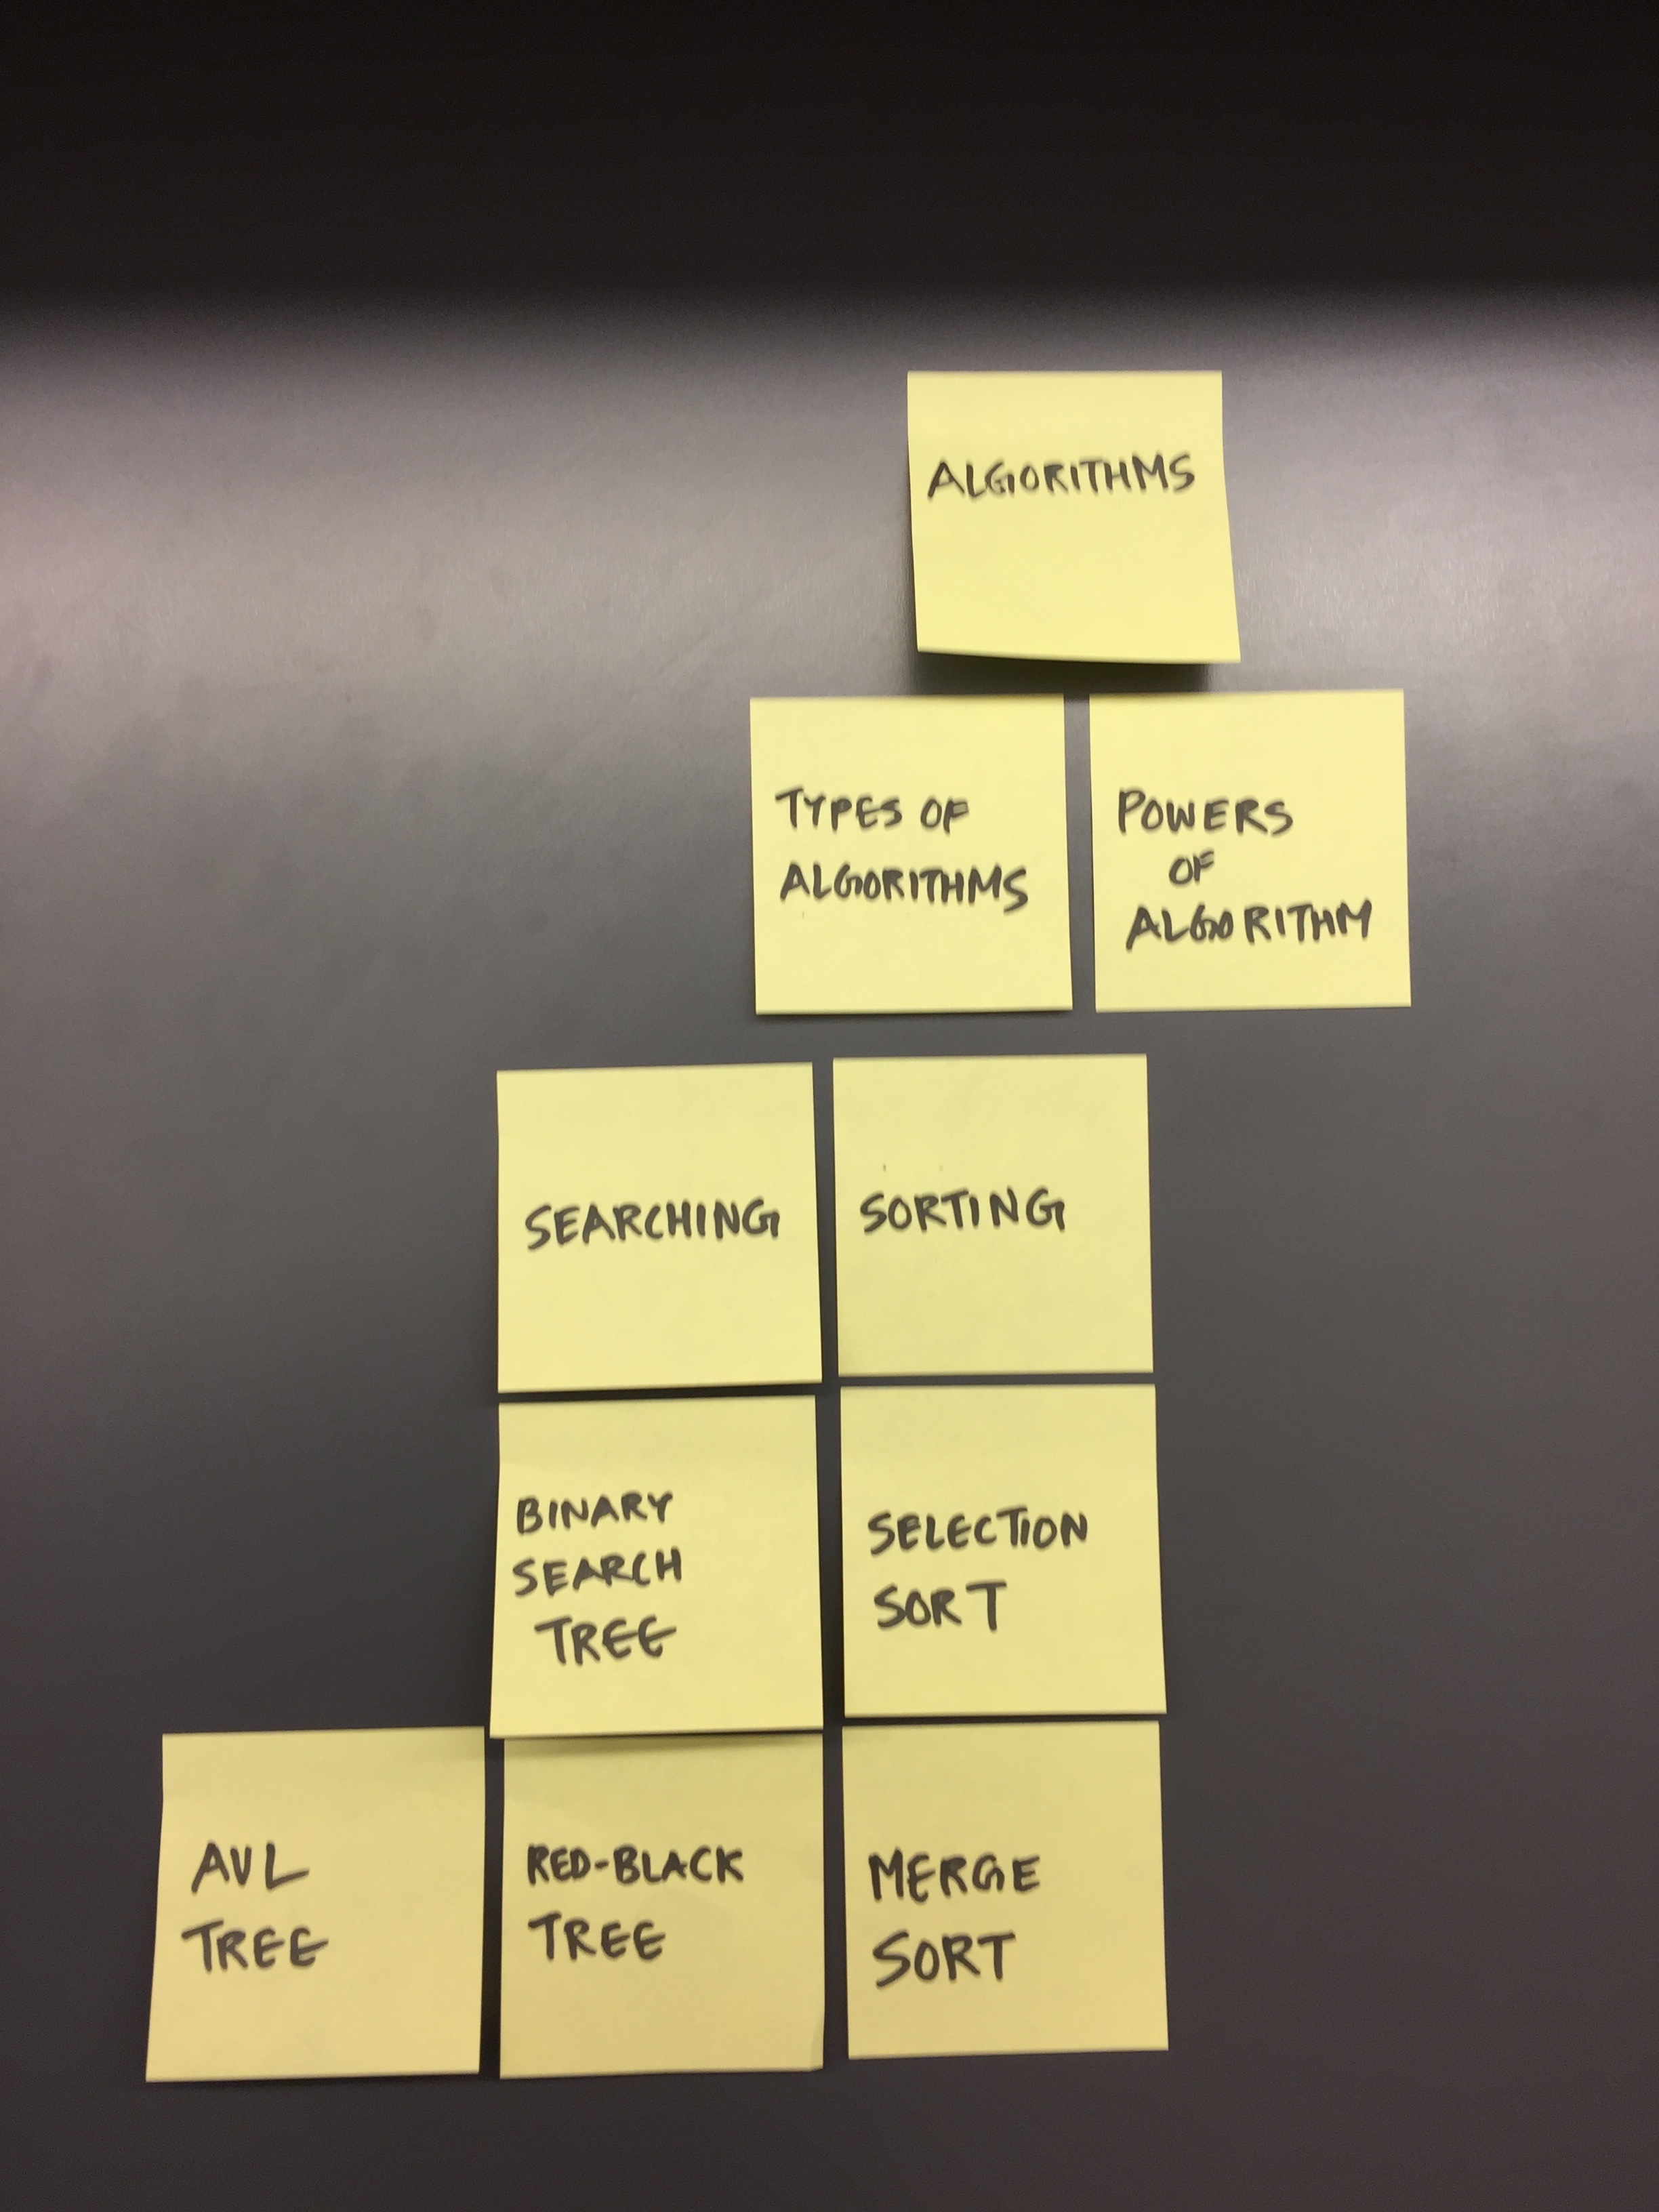 ALGORITHMS
TYPES OF
ALGORITHMS
POWERS
OF
ALGORITHM
SEARCHING
SORTING
BINARY
SEARCH
TREE
SELECTION
SORT
AVL
TREE
RED-BLACK
TREE
MERGE
SORT